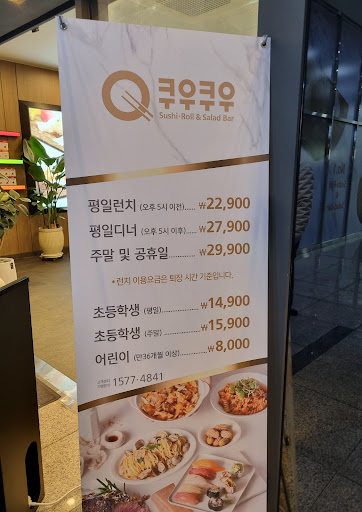 쿠우쿠우
Sushi·Roll & Salad Bar
평일런치 (오후 5시 이전)..... ₩22,900
평일디너 (오후 5시 이후)..... ₩27,900
주말 및 공휴일............ ₩29,900
*런치 이용요금은 퇴장 시간 기준입니다.
초등학생 (평일)............. ₩14,900
초등학생 (주말)............. ₩15,900
어린이 (만36개월 이상)............ ₩8,000
1577-4841